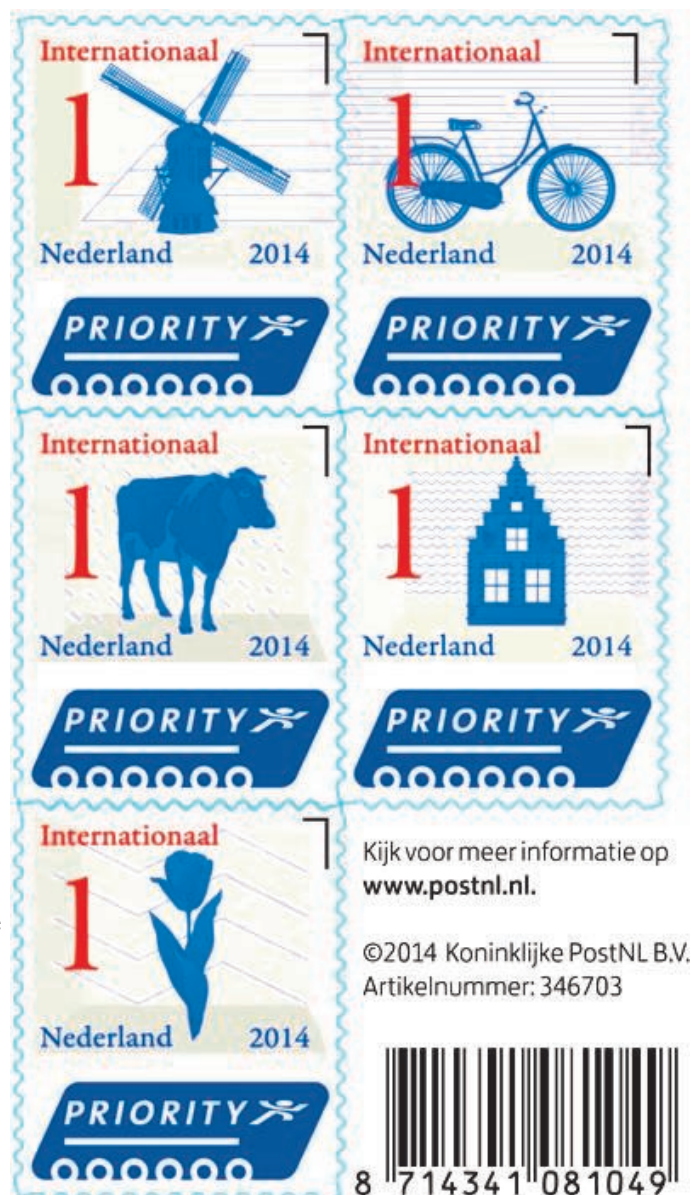 Internationaal
1
Nederland 2014
PRIORITY
Internationaal
1
Nederland 2014
PRIORITY
Internationaal
1
Nederland 2014
PRIORITY
Internationaal
1
Nederland 2014
PRIORITY
Internationaal
1
Nederland 2014
PRIORITY
Kijk voor meer informatie op
www.postnl.nl.
©2014 Koninklijke PostNL B.V.
Artikelnummer: 346703
8 714341 081049